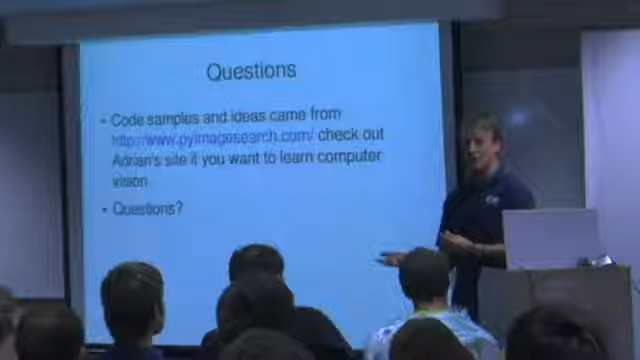 Questions
• Code samples and ideas came from
http://www.pyimagesearch.com/ check out
Adrian's site if you want to learn computer
vision
• Questions?